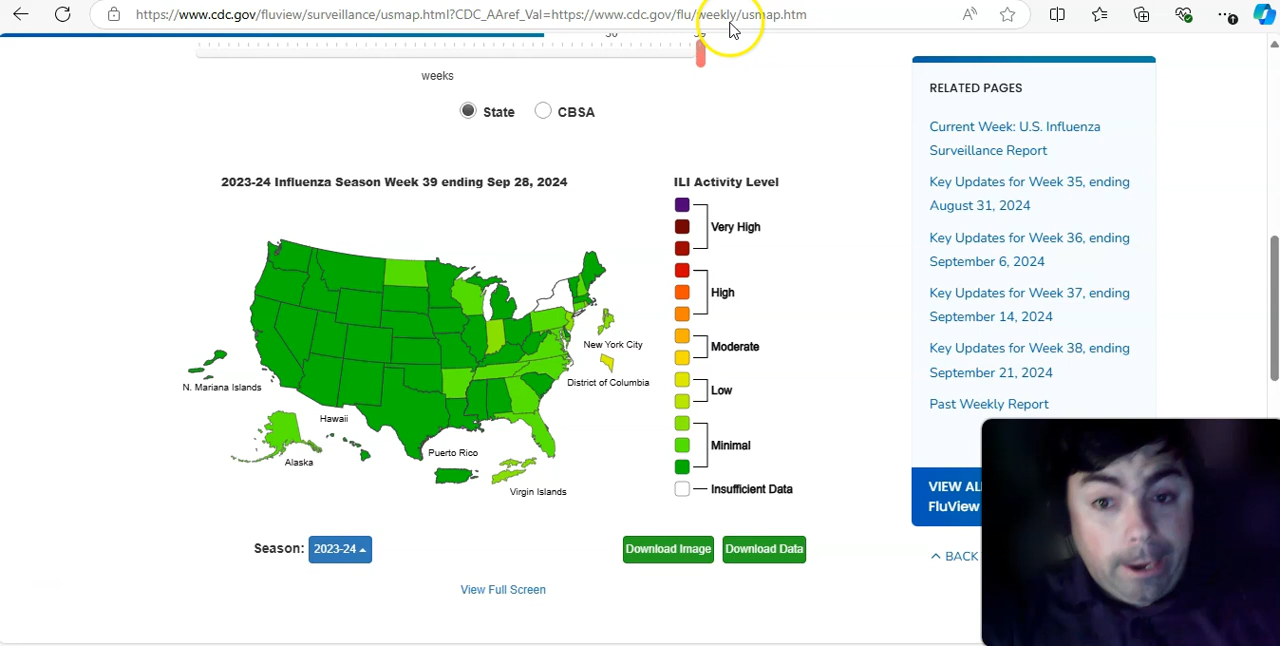 https://www.cdc.gov/fluview/surveillance/usmap.html?CDC_AAref_Val=https://www.cdc.gov/flu/weekly/usmap.htm
30
39
weeks
State
CBSA
2023-24 Influenza Season Week 39 ending Sep 28, 2024
ILI Activity Level
Very High
High
Moderate
Low
Minimal
Insufficient Data
New York City
District of Columbia
N. Mariana Islands
Hawaii
Alaska
Puerto Rico
Virgin Islands
Season:
2023-24
Download Image
Download Data
View Full Screen
RELATED PAGES
Current Week: U.S. Influenza
Surveillance Report
Key Updates for Week 35, ending
August 31, 2024
Key Updates for Week 36, ending
September 6, 2024
Key Updates for Week 37, ending
September 14, 2024
Key Updates for Week 38, ending
September 21, 2024
Past Weekly Report
VIEW AL
FluView
BACK